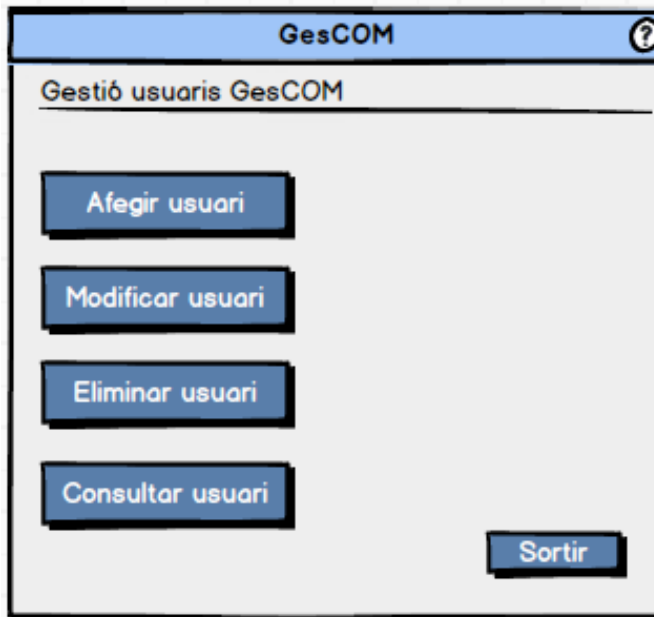 GesCOM
?
Gestió usuaris GesCOM
Afegir usuari
Modificar usuari
Eliminar usuari
Consultar usuari
Sortir